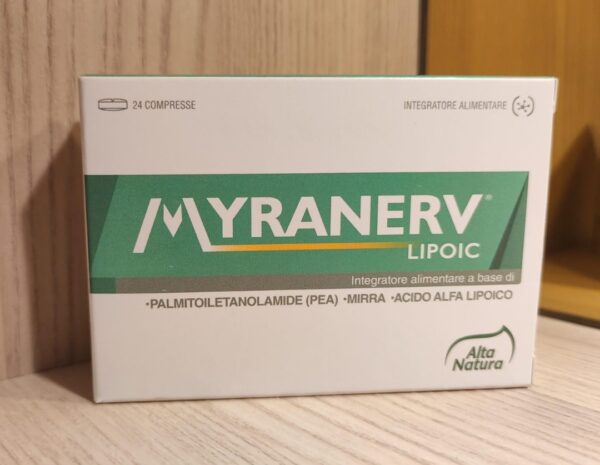 24 COMPRESSE
INTEGRATORE ALIMENTARE
MYRANERV®
LIPOIC
Integratore alimentare a base di
•PALMITOILETANOLAMIDE (PEA) •MIRRA •ACIDO ALFA LIPOICO
Alta
Natura